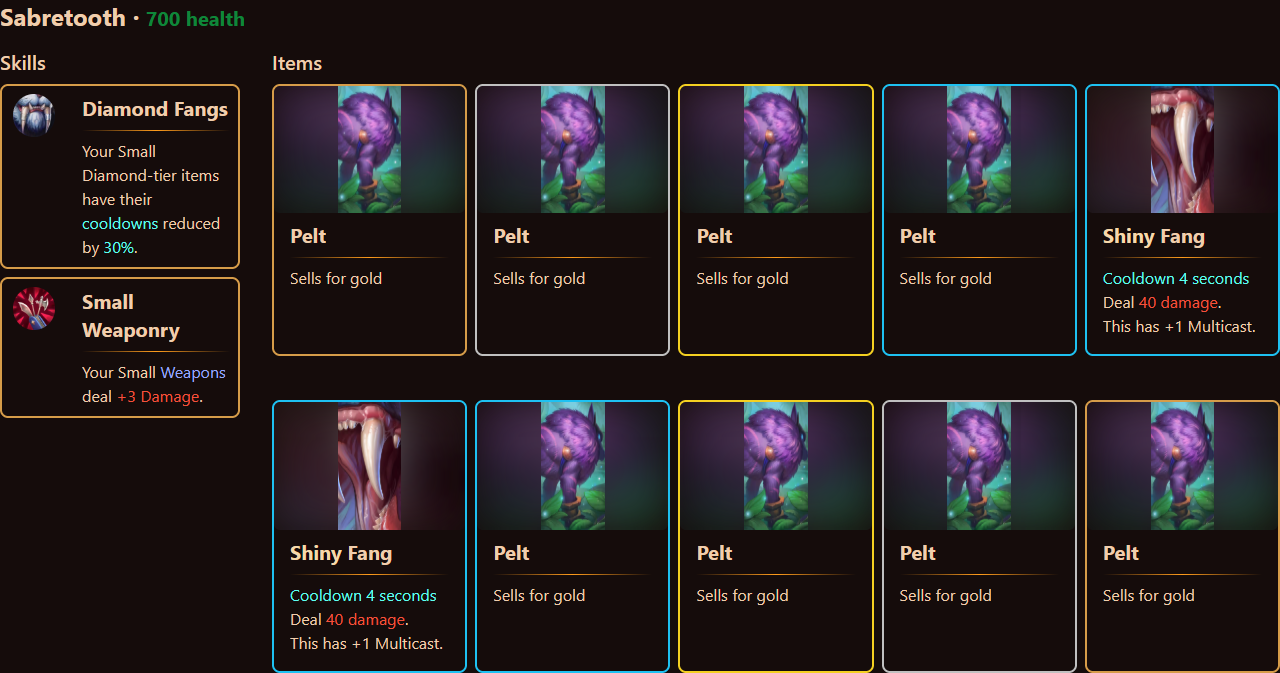 Sabretooth · 700 health
Skills
Diamond Fangs
Your Small
Diamond-tier items
have their
cooldowns reduced
by 30%.
Small
Weaponry
Your Small Weapons
deal +3 Damage.
Items
Pelt
Sells for gold
Pelt
Sells for gold
Pelt
Sells for gold
Pelt
Sells for gold
Shiny Fang
Cooldown 4 seconds
Deal 40 damage.
This has +1 Multicast.
Shiny Fang
Cooldown 4 seconds
Deal 40 damage.
This has +1 Multicast.
Pelt
Sells for gold
Pelt
Sells for gold
Pelt
Sells for gold
Pelt
Sells for gold